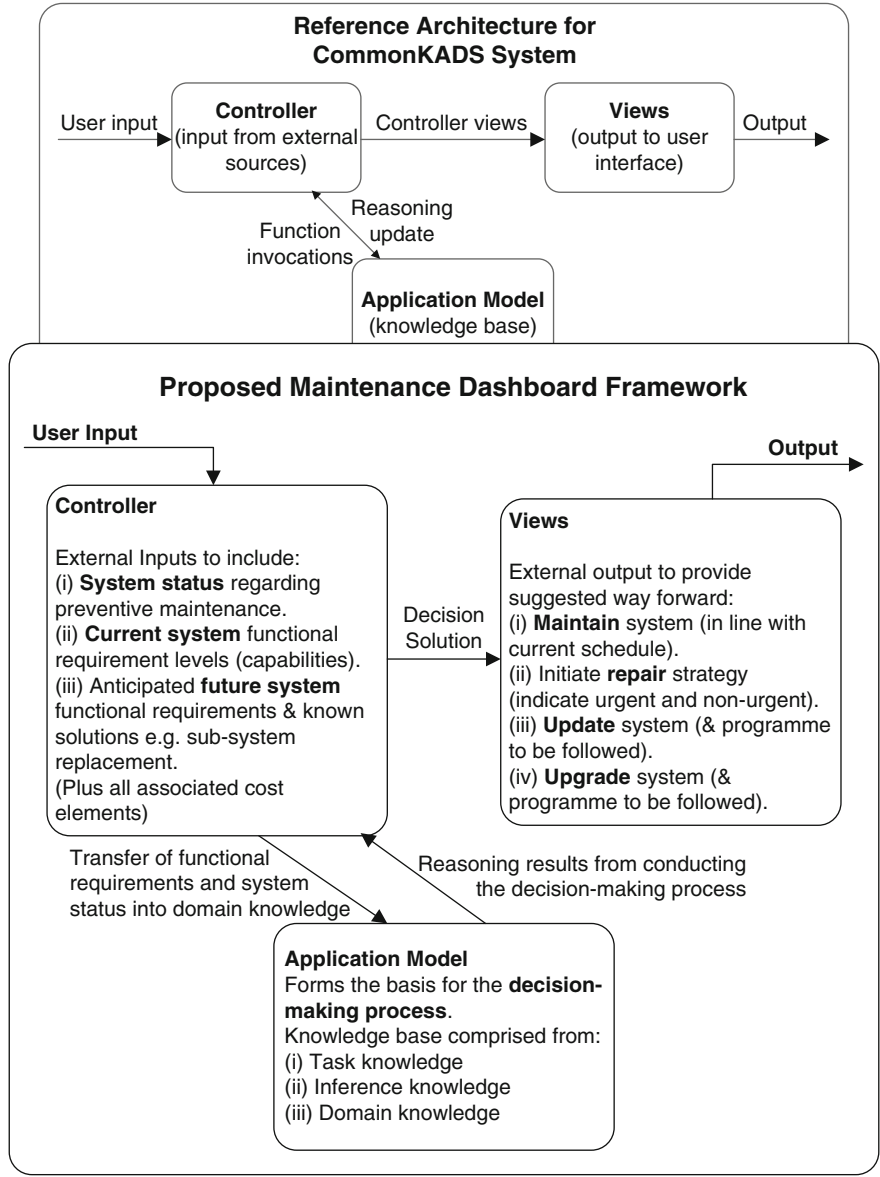 Reference Architecture for
CommonKADS System
User input
Controller
(input from external
sources)
Controller views
Views
(output to user
interface)
Output
Reasoning
update
Function
invocations
Application Model
(knowledge base)
Proposed Maintenance Dashboard Framework
User Input
Output
Controller
External Inputs to include:
(i) System status regarding
preventive maintenance.
(ii) Current system functional
requirement levels (capabilities).
(iii) Anticipated future system
functional requirements & known
solutions e.g. sub-system
replacement.
(Plus all associated cost
elements)
Decision
Solution
Views
External output to provide
suggested way forward:
(i) Maintain system (in line with
current schedule).
(ii) Initiate repair strategy
(indicate urgent and non-urgent).
(iii) Update system (& programme
to be followed).
(iv) Upgrade system (&
programme to be followed).
Transfer of functional
requirements and system
status into domain knowledge
Reasoning results from conducting
the decision-making process
Application Model
Forms the basis for the decision-
making process.
Knowledge base comprised from:
(i) Task knowledge
(ii) Inference knowledge
(iii) Domain knowledge